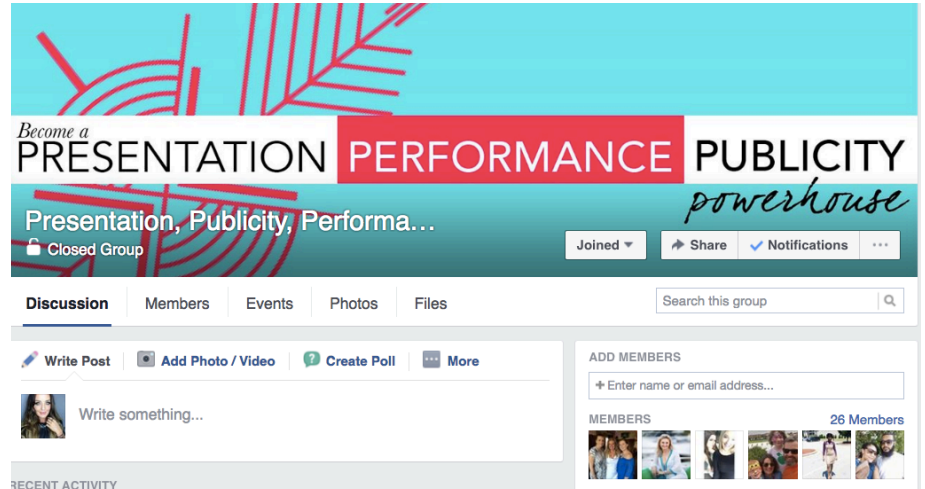 Become a
PRESENTATION PERFORMANCE PUBLICITY
powerhouse
Presentation, Publicity, Performa...
Closed Group
Joined
Share
Notifications
Discussion
Members
Events
Photos
Files
Search this group
Write Post
Add Photo / Video
Create Poll
More
Write something...
ADD MEMBERS
+ Enter name or email address...
MEMBERS
26 Members
RECENT ACTIVITY